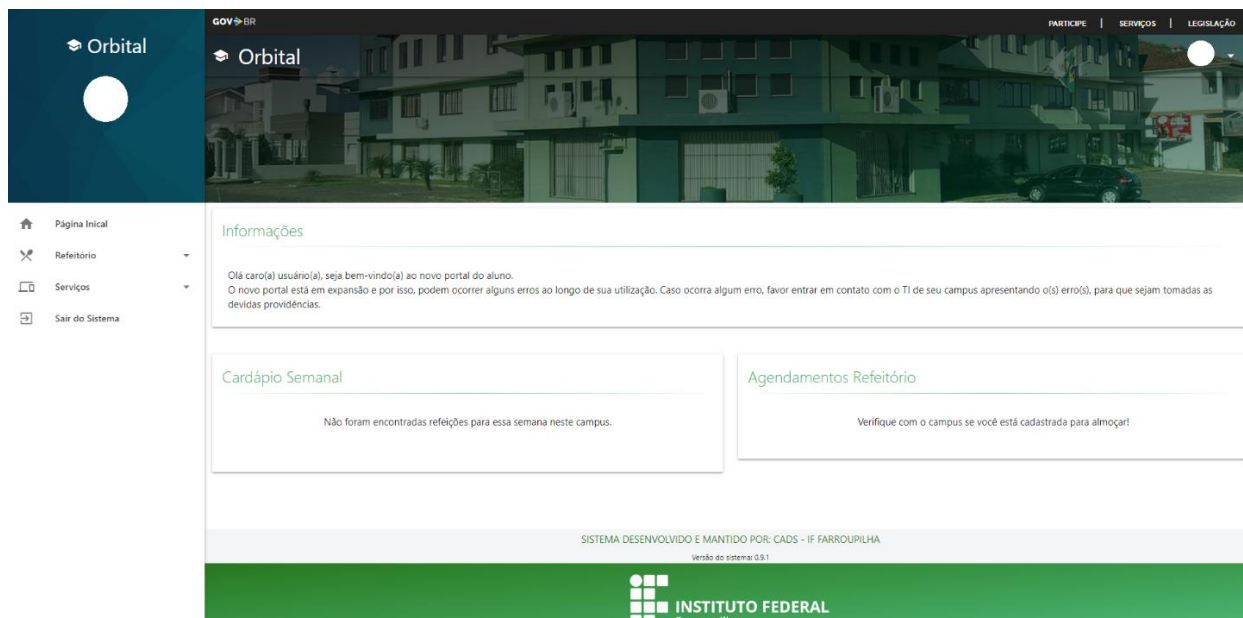 Orbital
GOV BR
PARTICIPE | SERVIÇOS | LEGISLAÇÃO
Orbital
Página Inical
Refeitório
Serviços
Sair do Sistema
Informações
Olá caro(a) usuário(a), seja bem-vindo(a) ao novo portal do aluno.
O novo portal está em expansão e por isso, podem ocorrer alguns erros ao longo de sua utilização. Caso ocorra algum erro, favor entrar em contato com o TI de seu campus apresentando o(s) erro(s), para que sejam tomadas as
devidas providências.
Cardápio Semanal
Não foram encontradas refeições para essa semana neste campus.
Agendamentos Refeitório
Verifique com o campus se você está cadastrada para almoçar!
SISTEMA DESENVOLVIDO E MANTIDO POR: CADS - IF FARROUPILHA
Versão do sistema: 0.9.1
INSTITUTO FEDERAL